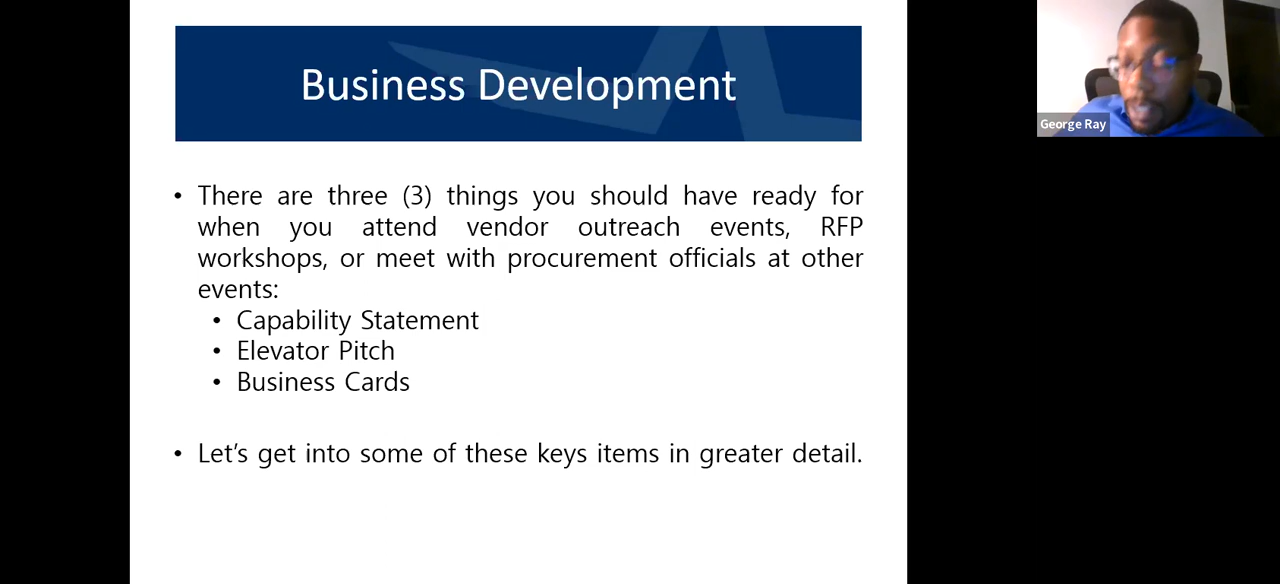 Business Development
George Ray
• There are three (3) things you should have ready for
when you attend vendor outreach events, RFP
workshops, or meet with procurement officials at other
events:
• Capability Statement
• Elevator Pitch
• Business Cards
• Let’s get into some of these keys items in greater detail.